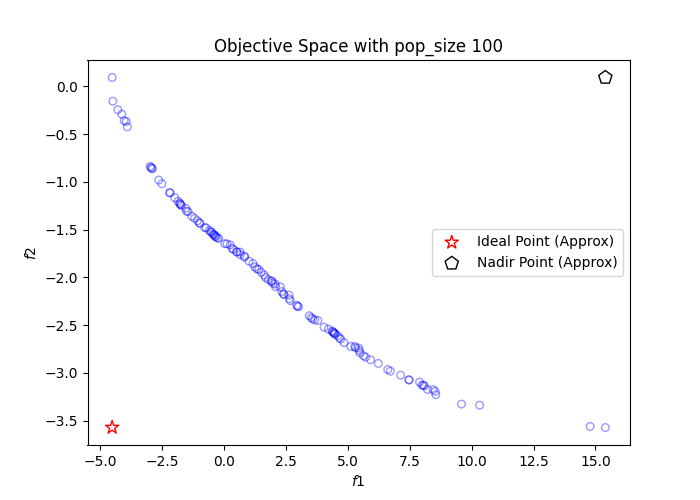 Objective Space with pop_size 100
0.0
−0.5
−1.0
−1.5
−2.0
−2.5
−3.0
−3.5
f2
Ideal Point (Approx)
Nadir Point (Approx)
−5.0 −2.5 0.0 2.5 5.0 7.5 10.0 12.5 15.0
f1